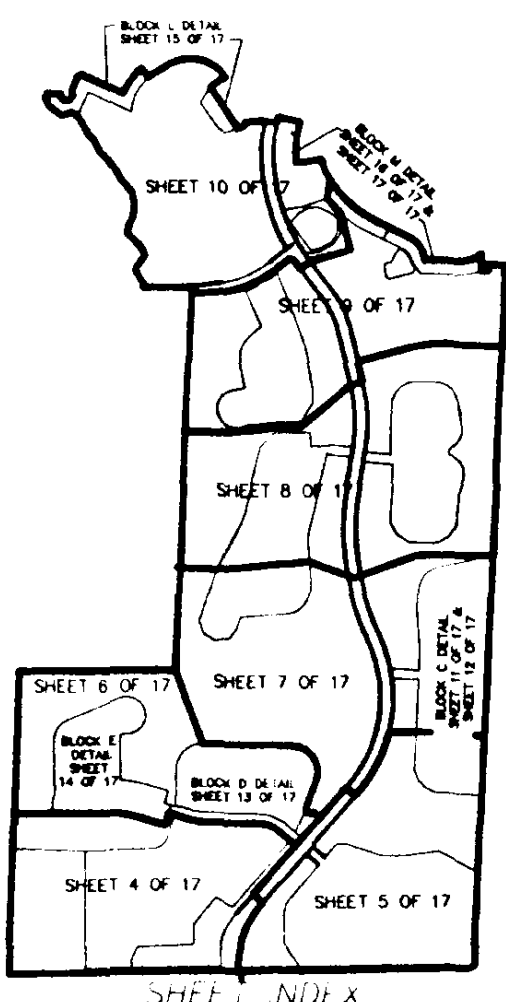 BLOCK L DETAIL
SHEET 15 OF 17
BLOCK M DETAIL
SHEET 16 OF 17 &
SHEET 17 OF 17
SHEET 10 OF 17
SHEET 9 OF 17
SHEET 8 OF 17
BLOCK C DETAIL
SHEET 11 OF 17 &
SHEET 12 OF 17
SHEET 6 OF 17
SHEET 7 OF 17
BLOCK E
DETAIL
SHEET
14 OF 17
BLOCK D DETAIL
SHEET 13 OF 17
SHEET 4 OF 17
SHEET 5 OF 17
SHEET INDEX